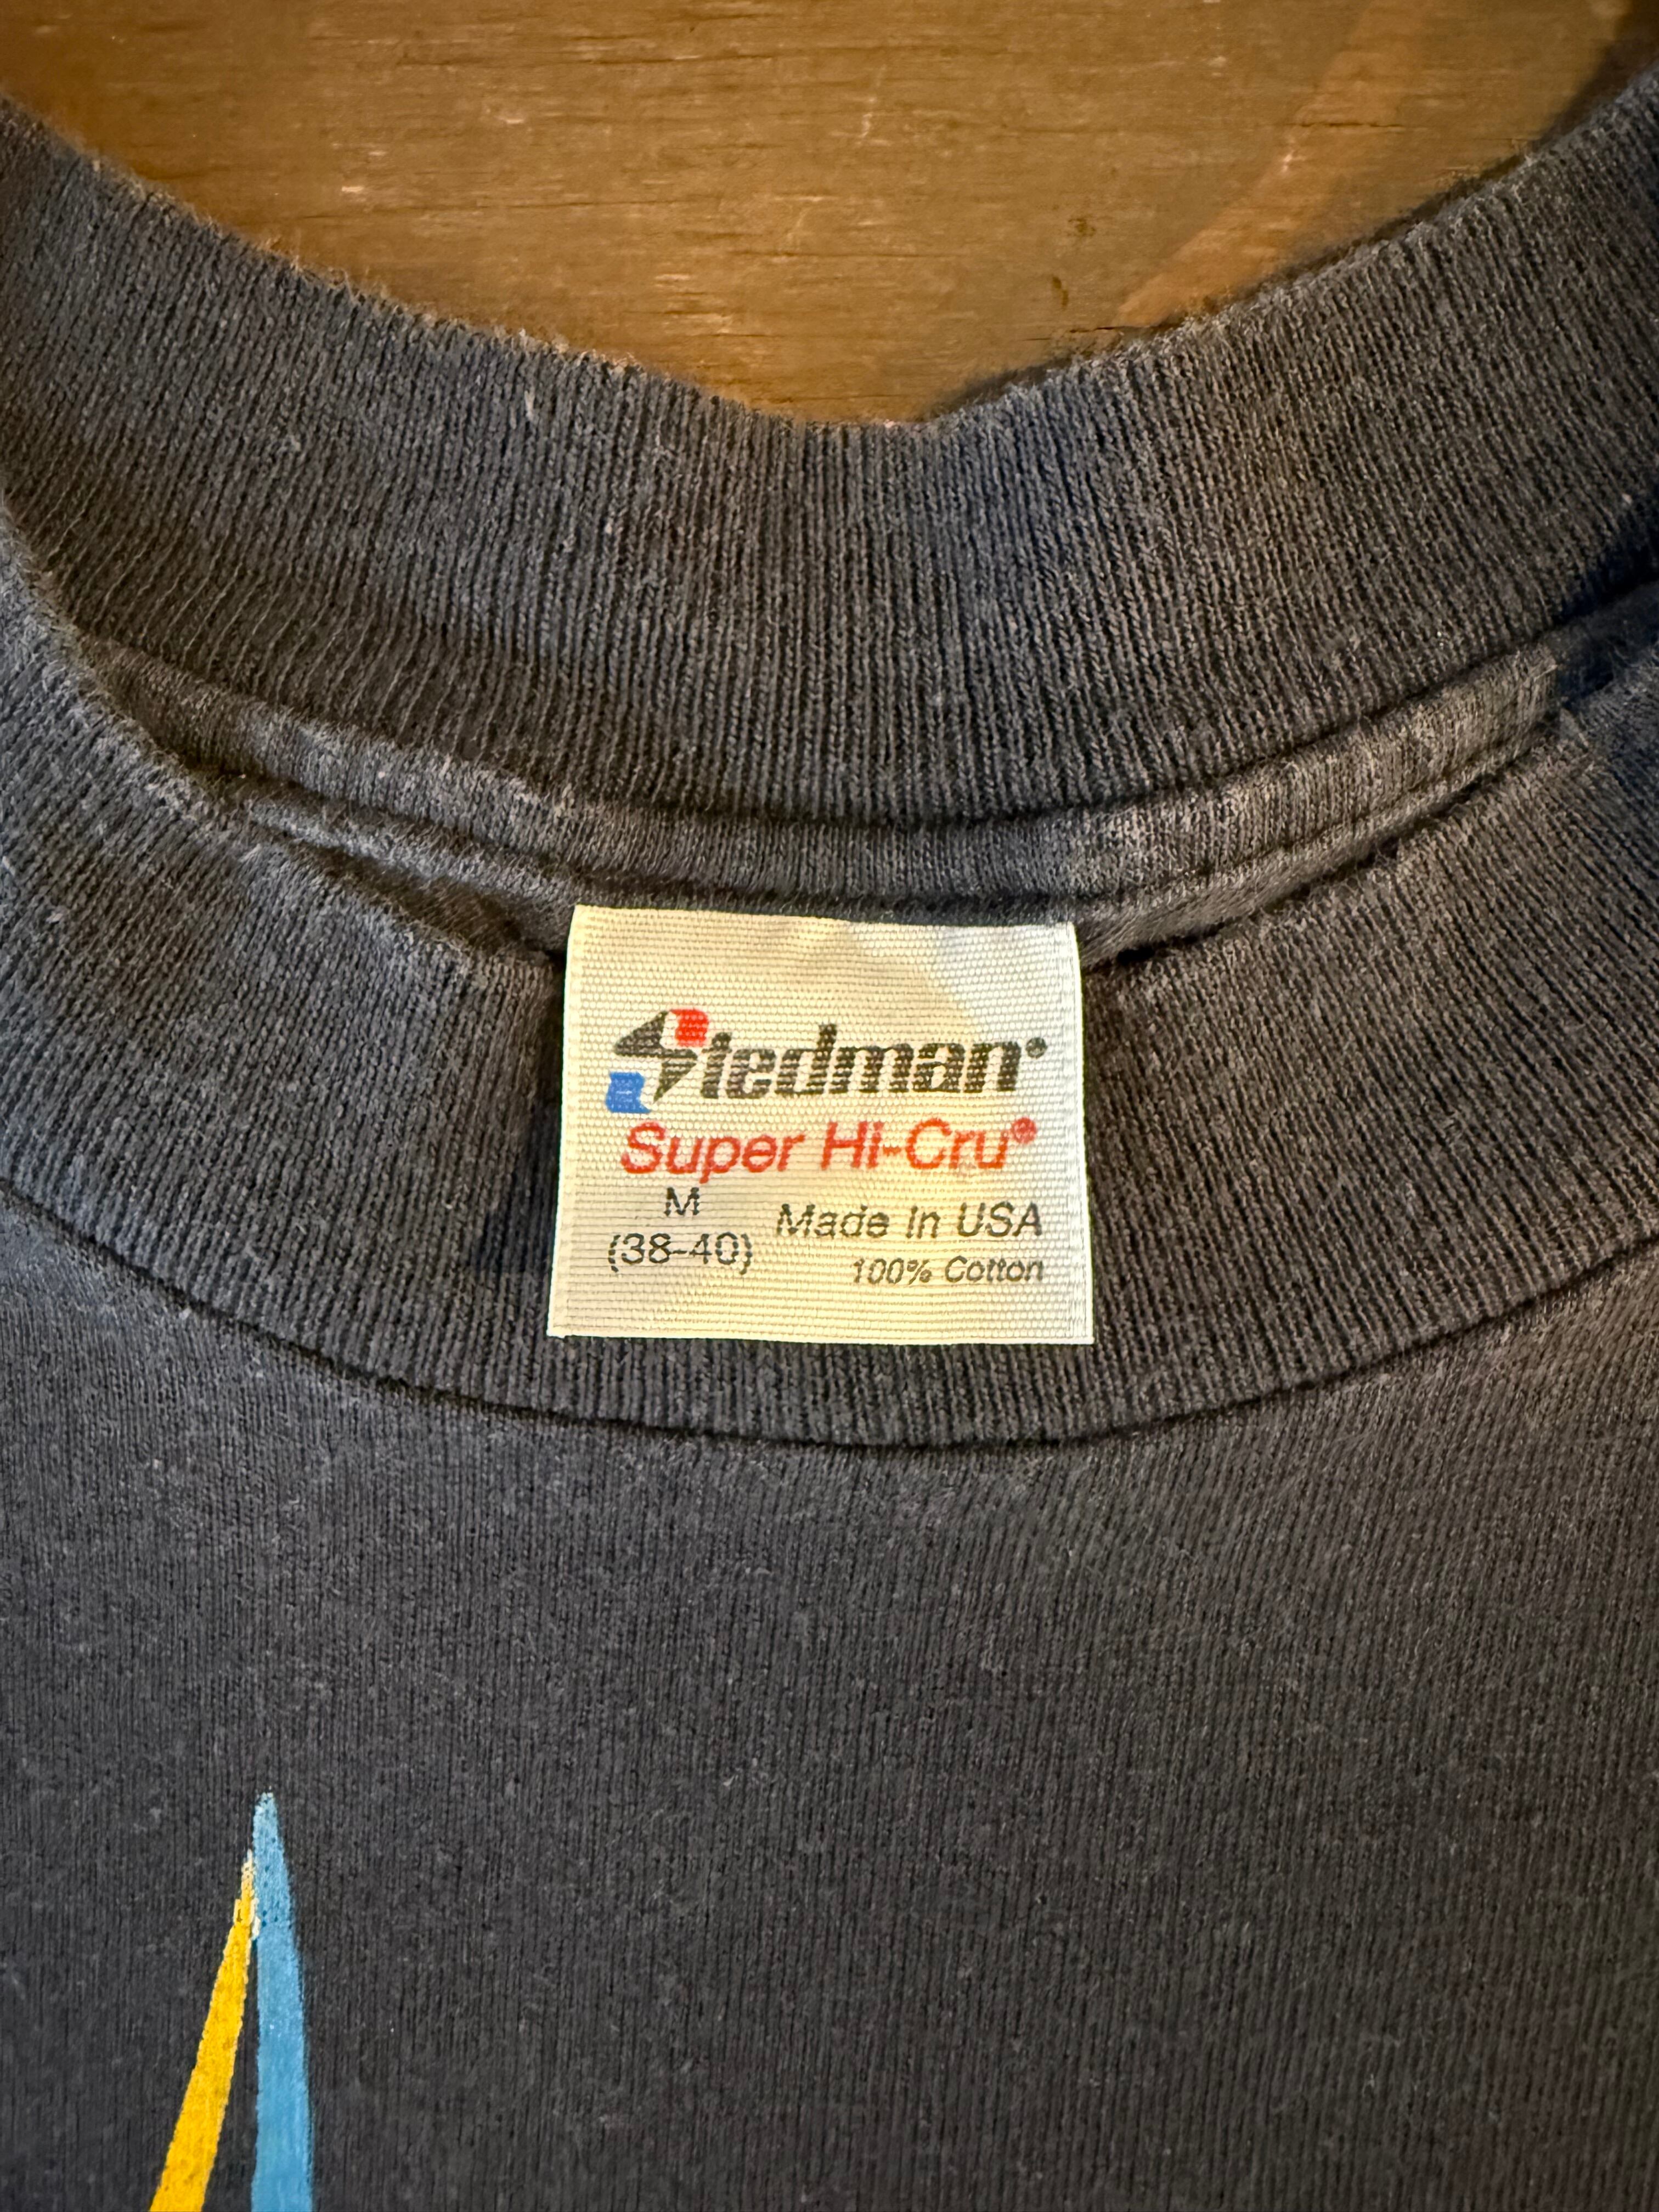 Stedman®
Super Hi-Cru®
M
(38-40)
Made In USA
100% Cotton